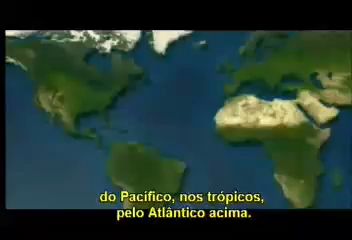 do Pacífico, nos trópicos,
pelo Atlântico acima.